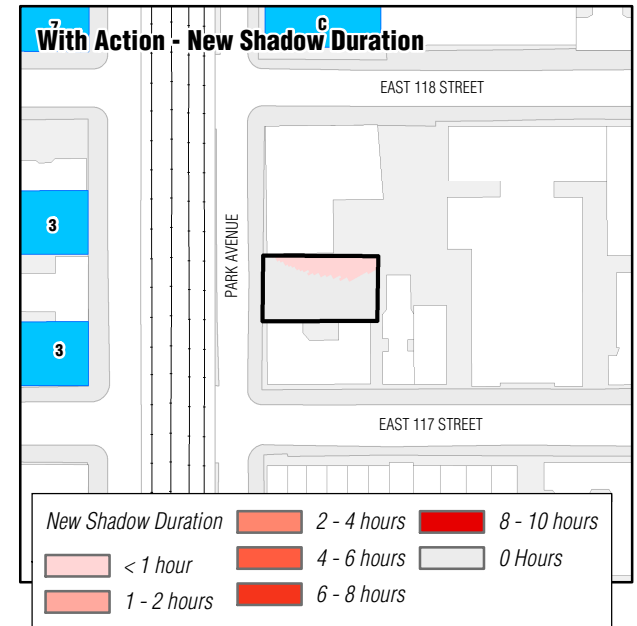 7
C
With Action - New Shadow Duration
EAST 118 STREET
3
PARK AVENUE
3
EAST 117 STREET
New Shadow Duration
< 1 hour
1 - 2 hours
2 - 4 hours
4 - 6 hours
6 - 8 hours
8 - 10 hours
0 Hours